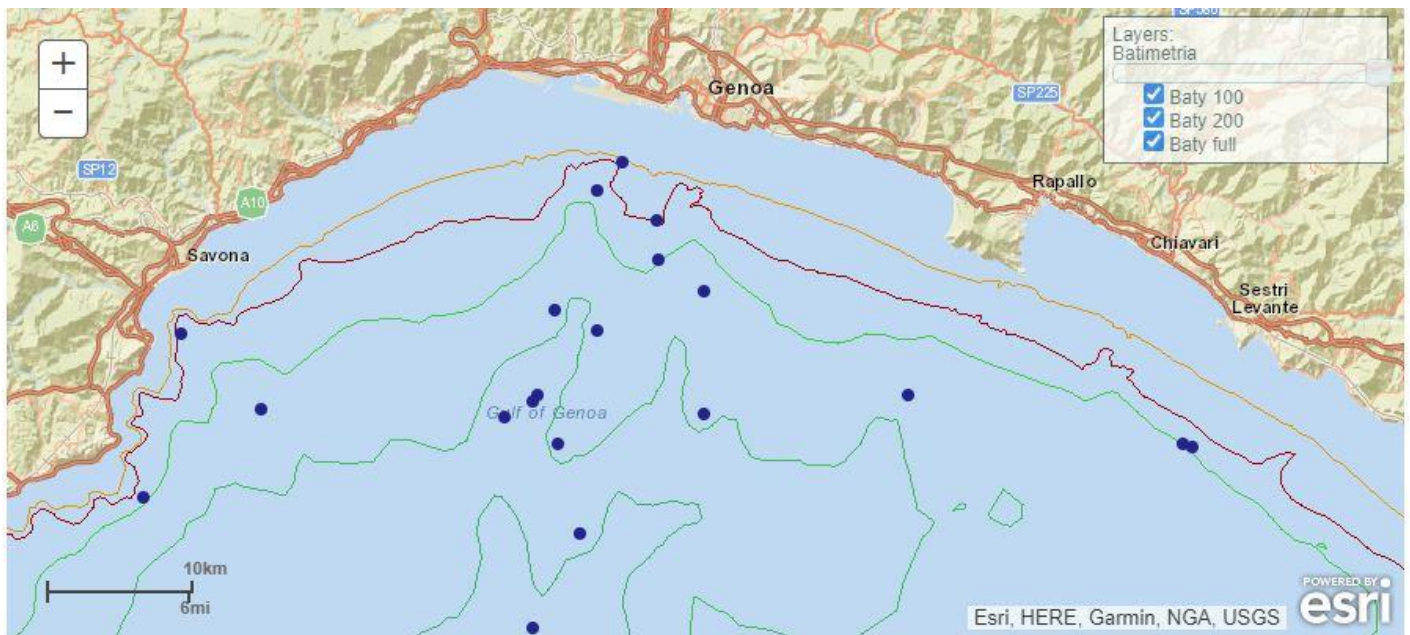 SP586
Layers:
Batimetria
+
−
Genoa
SP225
Baty 100
Baty 200
Baty full
SP12
A10
Rapallo
A6
Savona
Chiavari
Sestri
Levante
Gulf of Genoa
10km
6mi
Esri, HERE, Garmin, NGA, USGS
POWERED BY
esri